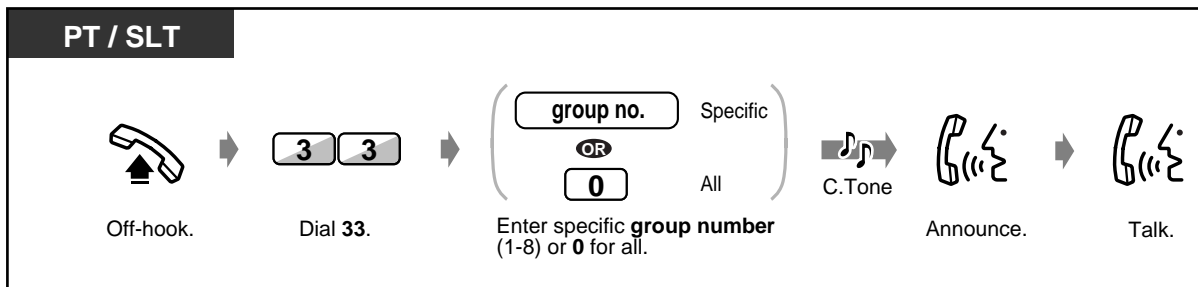 PT / SLT
group no. Specific
OR
3 3
0 All
C.Tone
Off-hook.
Dial 33.
Enter specific group number
(1-8) or 0 for all.
Announce.
Talk.